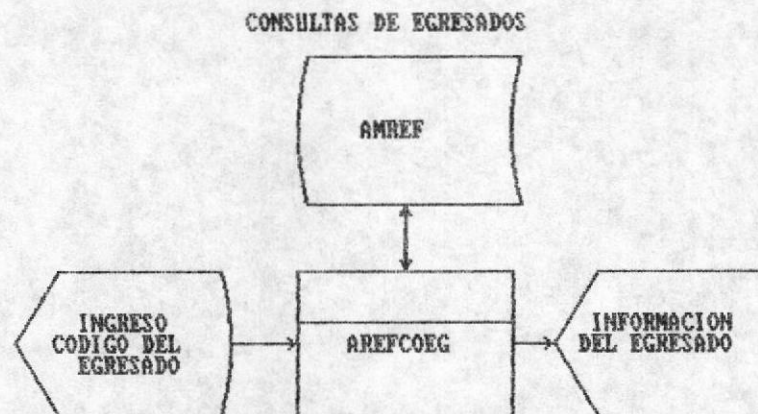 CONSULTAS DE EGRESADOS
AMREF
INGRESO
CODIGO DEL
EGRESADO
AREFCOEG
INFORMACION
DEL EGRESADO